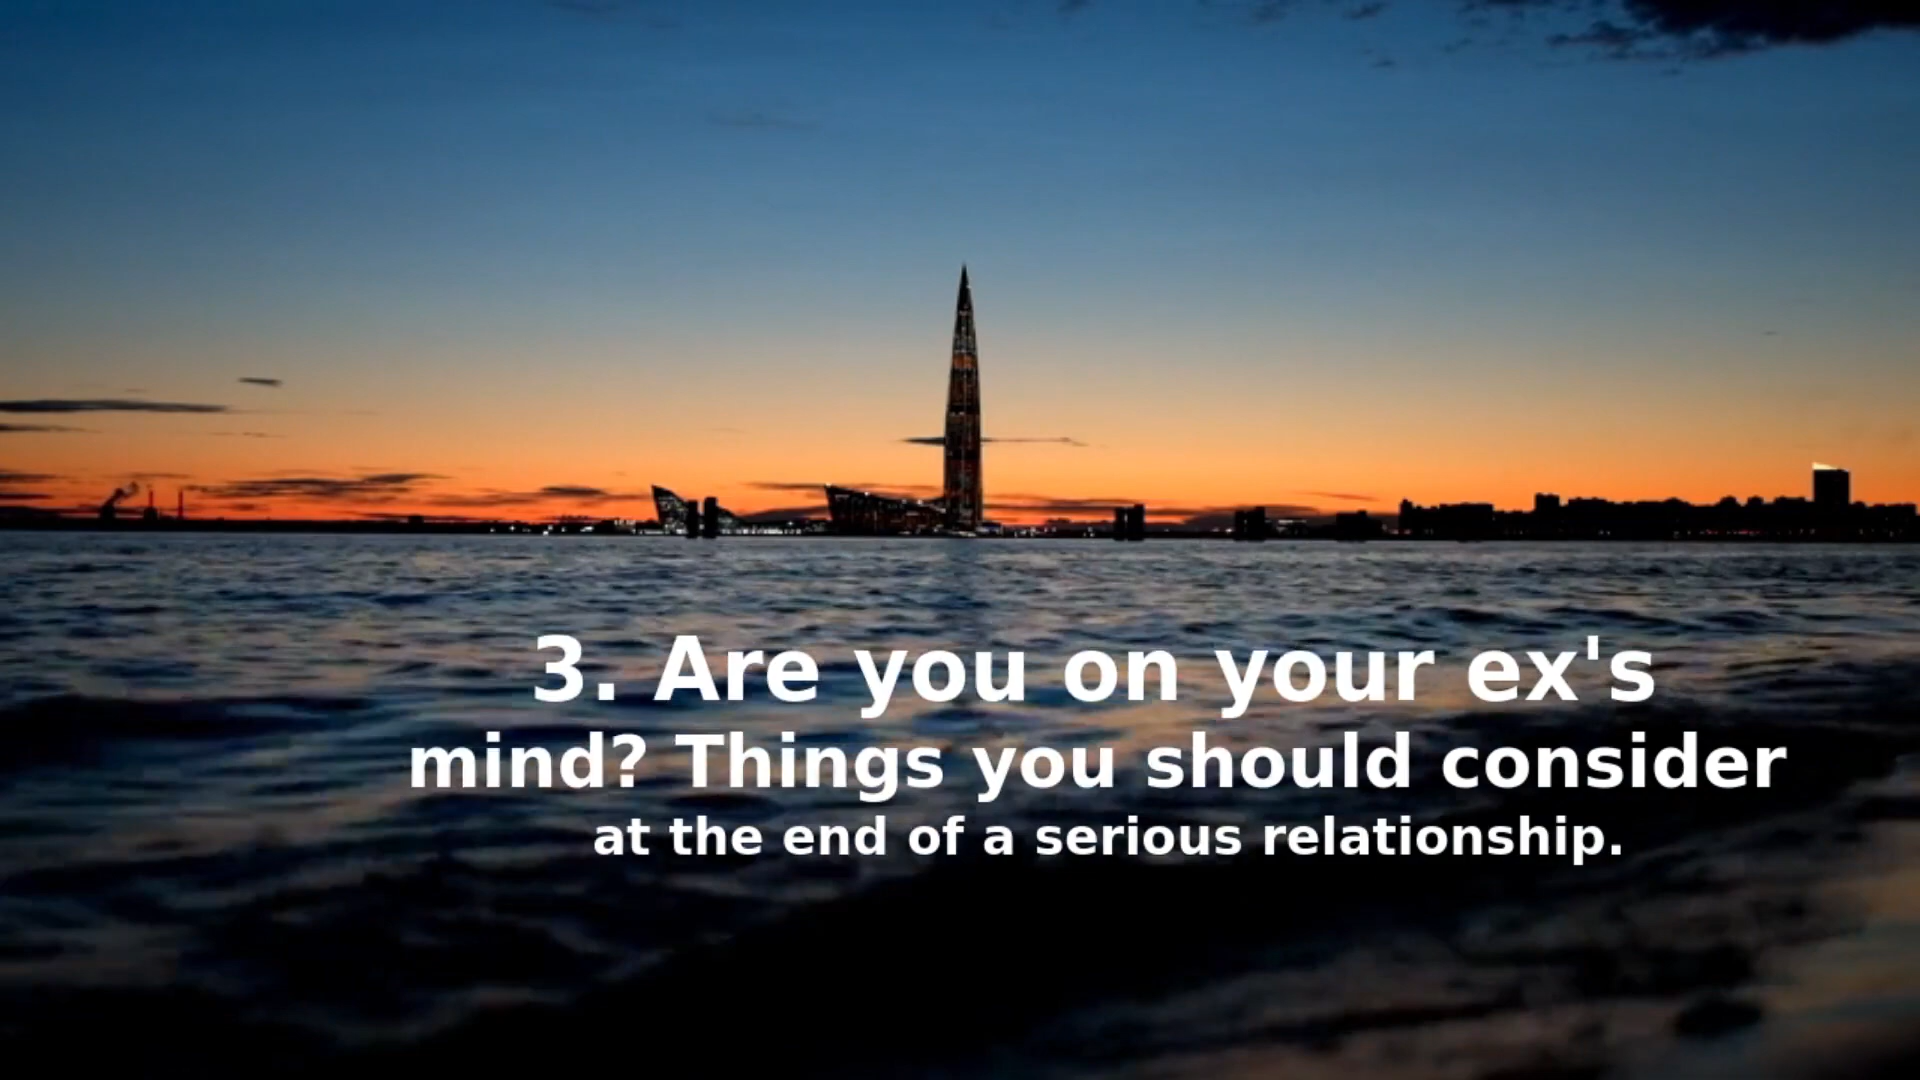 3. Are you on your ex's
mind? Things you should consider
at the end of a serious relationship.